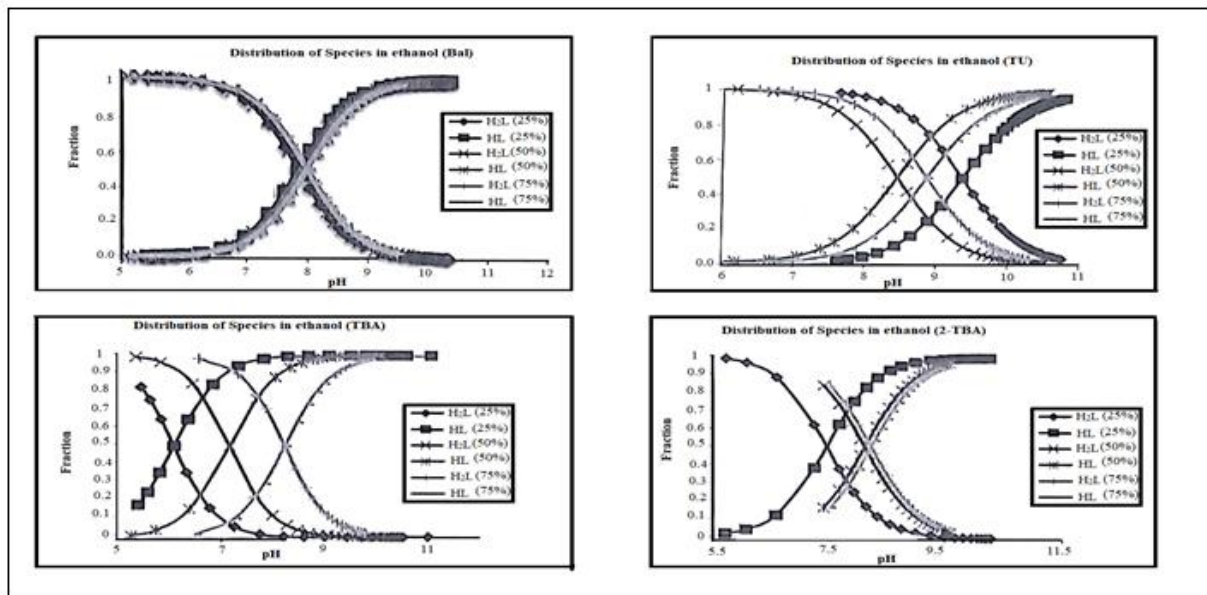 Distribution of Species in ethanol (Bal)
Fraction
1
0.8
0.6
0.4
0.2
0.0
5
6
7
8
9
10
11
12
pH
H₂L (25%)
HL (25%)
H₂L (50%)
HL (50%)
H₂L (75%)
HL (75%)
Distribution of Species in ethanol (TU)
Fraction
1
0.8
0.6
0.4
0.2
0.0
6
7
8
9
10
11
pH
H₂L (25%)
HL (25%)
H₂L (50%)
HL (50%)
H₂L (75%)
HL (75%)
Distribution of Species in ethanol (TBA)
Fraction
1
0.9
0.8
0.7
0.6
0.5
0.4
0.3
0.2
0.1
0
5
7
9
11
pH
H₂L (25%)
HL (25%)
H₂L (50%)
HL (50%)
H₂L (75%)
HL (75%)
Distribution of Species in ethanol (2-TBA)
Fraction
1
0.9
0.8
0.7
0.6
0.5
0.4
0.3
0.2
0.1
0
5.5
7.5
9.5
11.5
pH
H₂L (25%)
HL (25%)
H₂L (50%)
HL (50%)
H₂L (75%)
HL (75%)